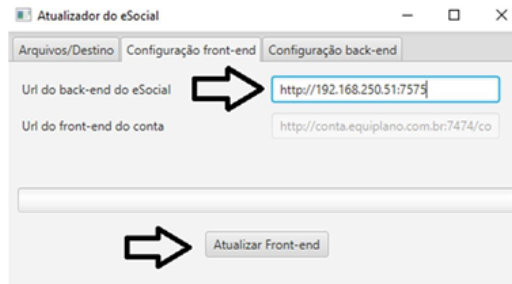 Atualizador do eSocial
Arquivos/Destino Configuração front-end Configuração back-end
Url do back-end do eSocial http://192.168.250.51:7575
Url do front-end do conta http://conta.equiplano.com.br:7474/co
Atualizar Front-end